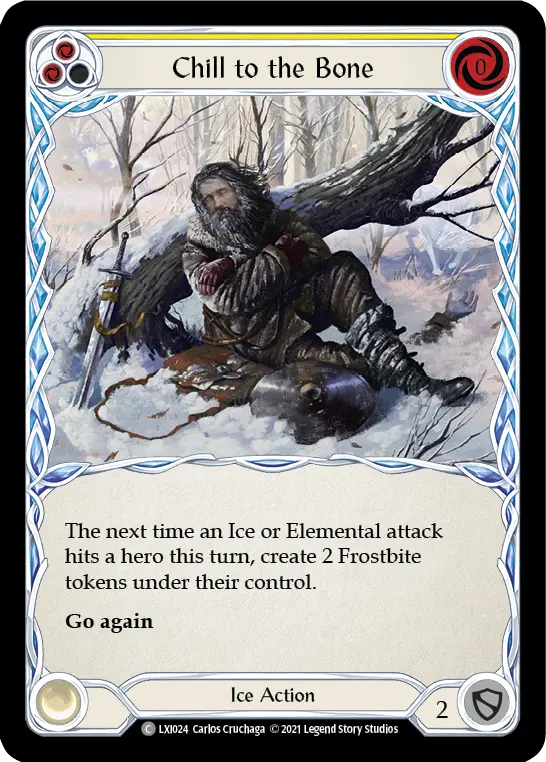 Chill to the Bone
0
The next time an Ice or Elemental attack
hits a hero this turn, create 2 Frostbite
tokens under their control.
Go again
Ice Action
2
C LXI024 Carlos Cruchaga © 2021 Legend Story Studios